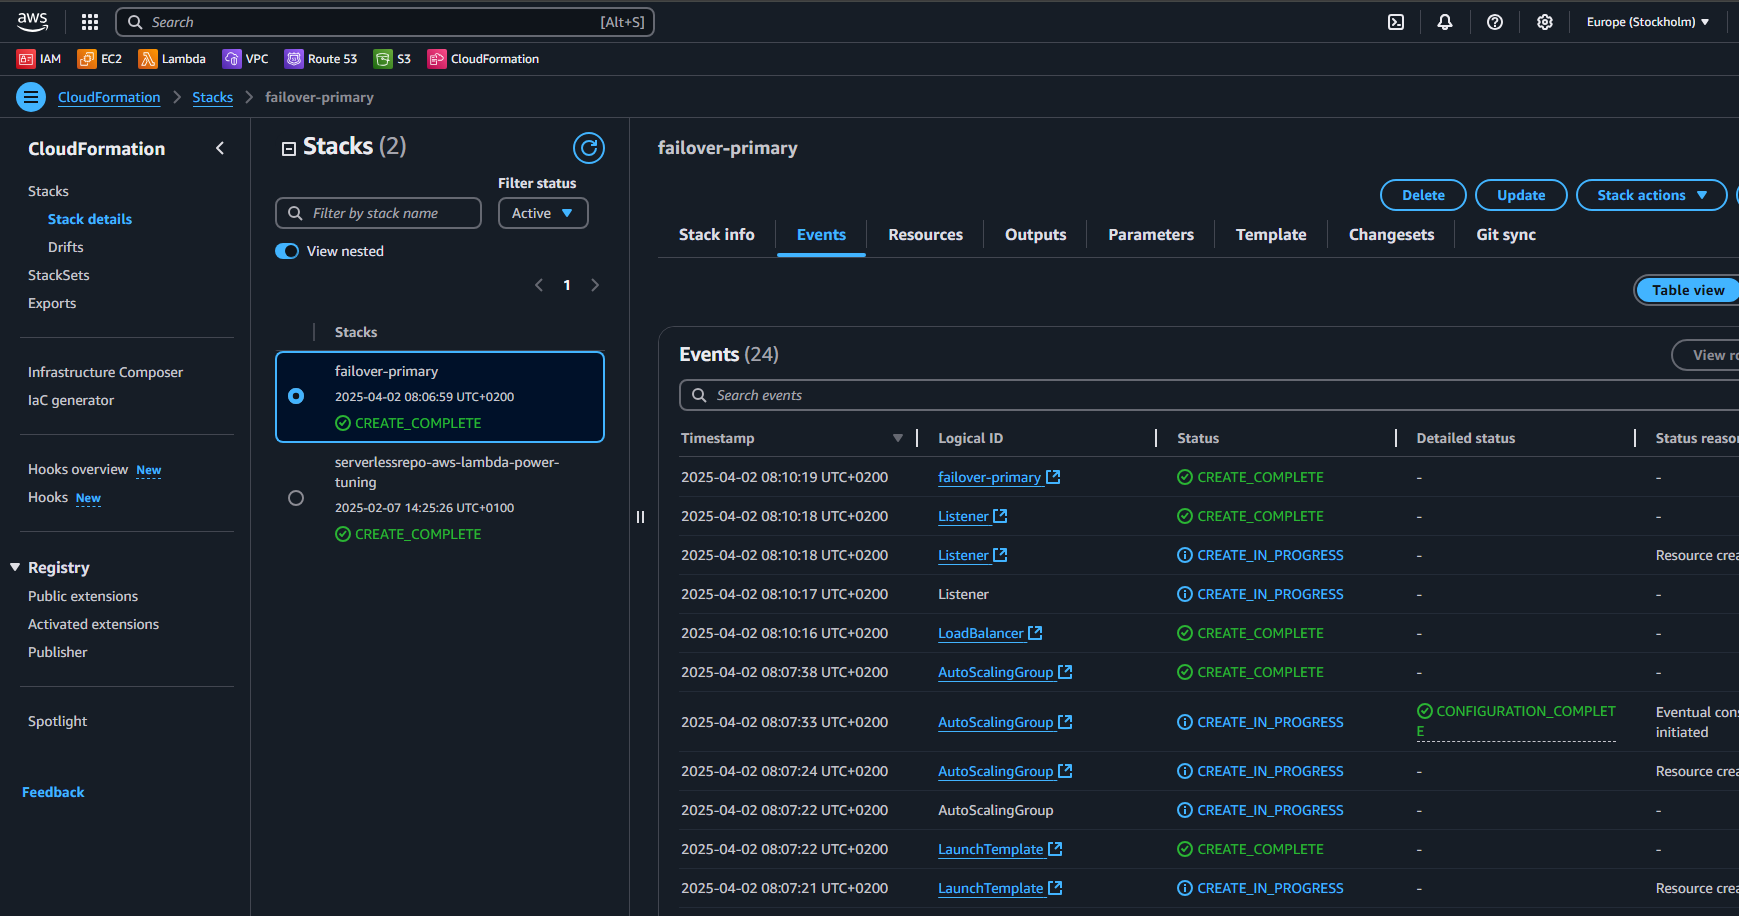 aws
Search
[Alt+S]
Europe (Stockholm)
IAM
EC2
Lambda
VPC
Route 53
S3
CloudFormation
CloudFormation
Stacks
failover-primary
CloudFormation
Stacks
Stack details
Drifts
StackSets
Exports
Infrastructure Composer
IaC generator
Hooks overview New
Hooks New
Registry
Public extensions
Activated extensions
Publisher
Spotlight
Feedback
Stacks (2)
Filter status
Filter by stack name
Active
View nested
1
Stacks
failover-primary
2025-04-02 08:06:59 UTC+0200
CREATE_COMPLETE
serverlessrepo-aws-lambda-power-
tuning
2025-02-07 14:25:26 UTC+0100
CREATE_COMPLETE
failover-primary
Delete
Update
Stack actions
Stack info
Events
Resources
Outputs
Parameters
Template
Changesets
Git sync
Table view
Events (24)
View
Search events
Timestamp Logical ID Status Detailed status Status
2025-04-02 08:10:19 UTC+0200 failover-primary CREATE_COMPLETE - -
2025-04-02 08:10:18 UTC+0200 Listener CREATE_COMPLETE - -
2025-04-02 08:10:18 UTC+0200 Listener CREATE_IN_PROGRESS - Resource
2025-04-02 08:10:17 UTC+0200 Listener CREATE_IN_PROGRESS - -
2025-04-02 08:10:16 UTC+0200 LoadBalancer CREATE_COMPLETE - -
2025-04-02 08:07:38 UTC+0200 AutoScalingGroup CREATE_COMPLETE - -
2025-04-02 08:07:33 UTC+0200 AutoScalingGroup CREATE_IN_PROGRESS CONFIGURATION_COMPLET
E
Eventual
initiated
2025-04-02 08:07:24 UTC+0200 AutoScalingGroup CREATE_IN_PROGRESS - Resource
2025-04-02 08:07:22 UTC+0200 AutoScalingGroup CREATE_IN_PROGRESS - -
2025-04-02 08:07:22 UTC+0200 LaunchTemplate CREATE_COMPLETE - -
2025-04-02 08:07:21 UTC+0200 LaunchTemplate CREATE_IN_PROGRESS - Resource